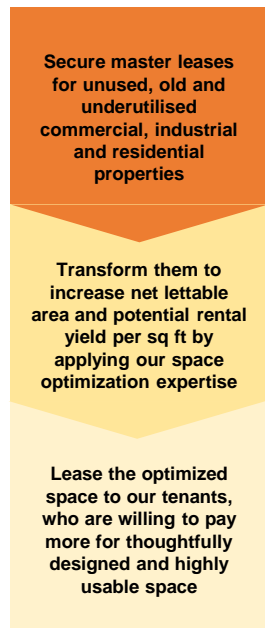 Secure master leases
for unused, old and
underutilised
commercial, industrial
and residential
properties
Transform them to
increase net lettable
area and potential rental
yield per sq ft by
applying our space
optimization expertise
Lease the optimized
space to our tenants,
who are willing to pay
more for thoughtfully
designed and highly
usable space